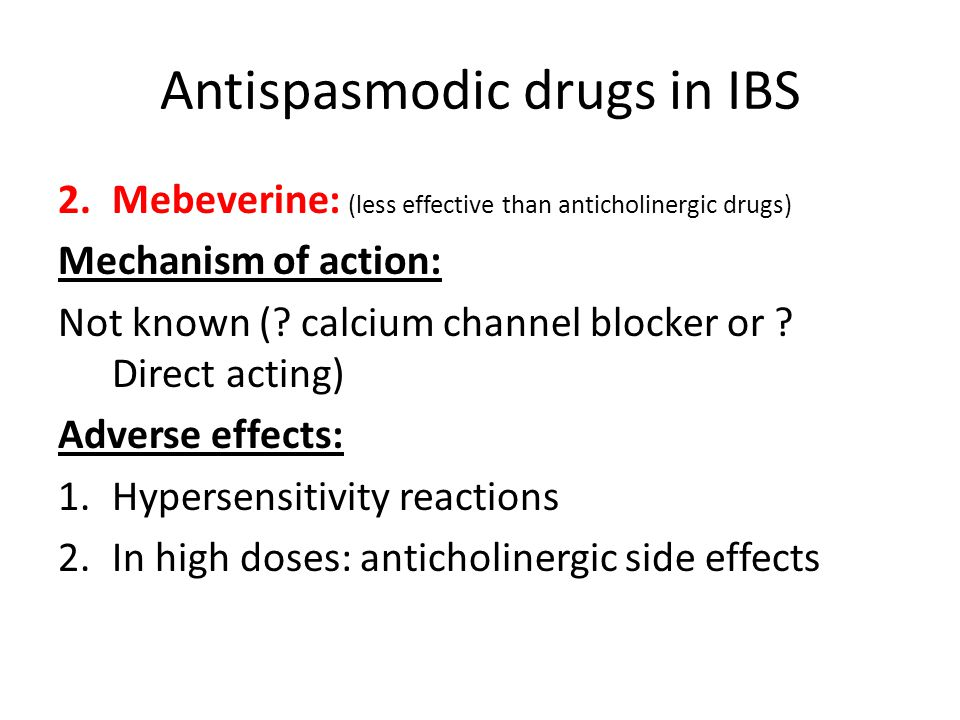 Antispasmodic drugs in IBS
2. Mebeverine: (less effective than anticholinergic drugs)
Mechanism of action:
Not known (? calcium channel blocker or ?
Direct acting)
Adverse effects:
1. Hypersensitivity reactions
2. In high doses: anticholinergic side effects